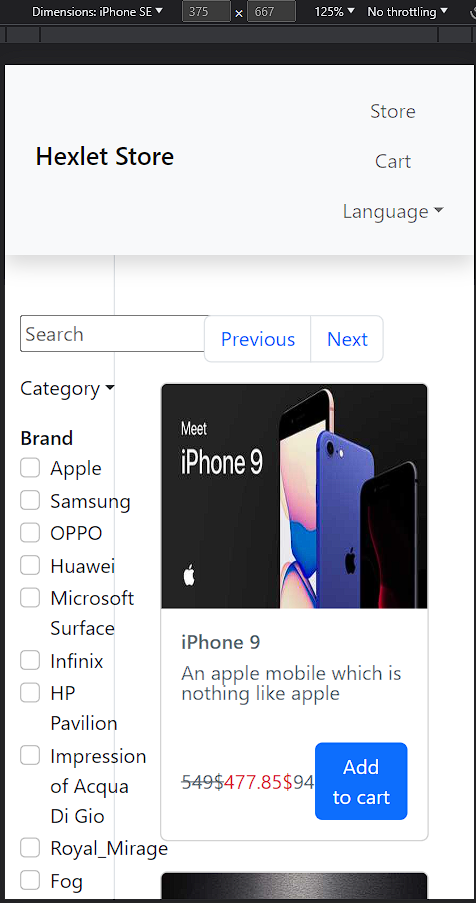 Dimensions: iPhone SE 375 × 667 125% No throttling
Store
Hexlet Store
Cart
Language
Search
Previous
Next
Category
Brand
Apple
Samsung
OPPO
Huawei
Microsoft
Surface
Infinix
HP
Pavilion
Impression
of Acqua
Di Gio
Royal_Mirage
Fog
Meet
iPhone 9
iPhone 9
An apple mobile which is
nothing like apple
549$477.85$94
Add
to cart